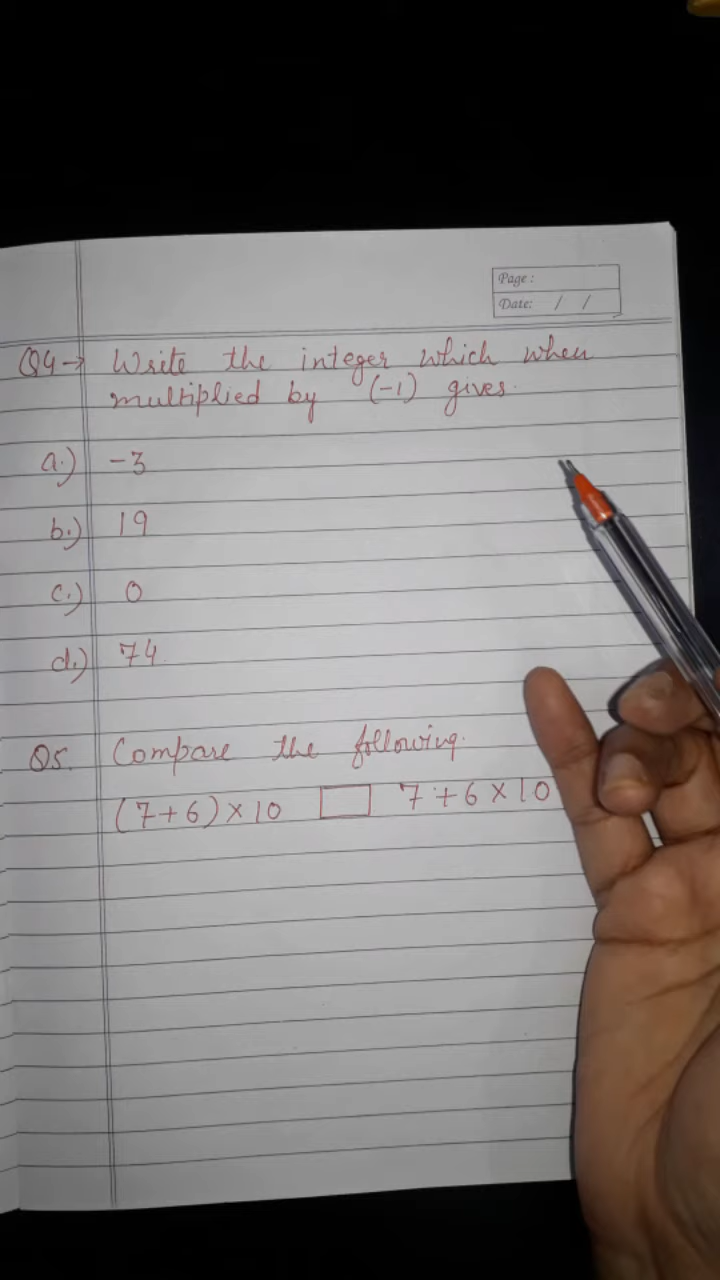 Page:
Date: / /
Q4→ Write the integer which when
multiplied by (-1) gives.
a.) -3
b.) 19
c.) 0
d.) 74
Q5. Compare the following.
(7+6)×10 7+6×10